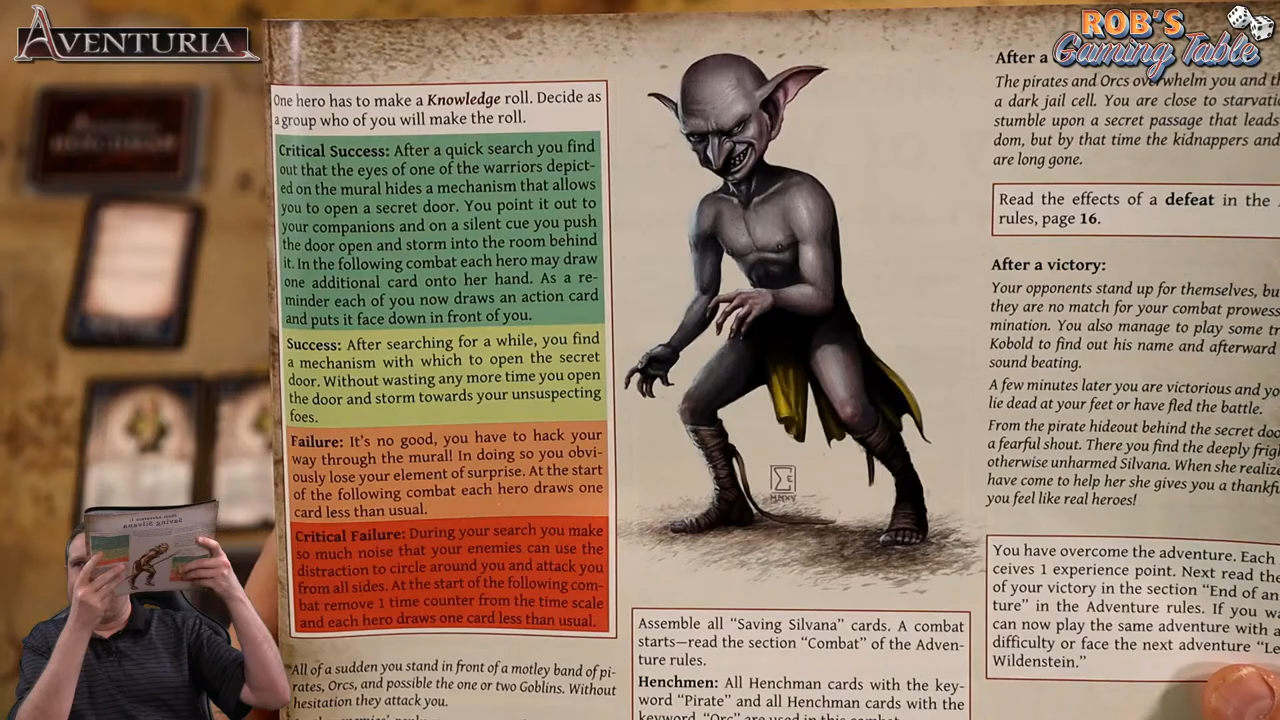 AVENTURIA
ROB'S
Gaming Table
One hero has to make a Knowledge roll. Decide as
a group who of you will make the roll.
Critical Success: After a quick search you find
out that the eyes of one of the warriors depict-
ed on the mural hides a mechanism that allows
you to open a secret door. You point it out to
your companions and on a silent cue you push
the door open and storm into the room behind
it. In the following combat each hero may draw
one additional card onto her hand. As a re-
minder each of you now draws an action card
and puts it face down in front of you.
Success: After searching for a while, you find
a mechanism with which to open the secret
door. Without wasting any more time you open
the door and storm towards your unsuspecting
foes.
Failure: It's no good, you have to hack your
way through the mural! In doing so you obvi-
ously lose your element of surprise. At the start
of the following combat each hero draws one
card less than usual.
Critical Failure: During your search you make
so much noise that your enemies can use the
distraction to circle around you and attack you
from all sides. At the start of the following com-
bat remove 1 time counter from the time scale
and each hero draws one card less than usual.
All of a sudden you stand in front of a motley band of pi-
rates, Orcs, and possible the one or two Goblins. Without
hesitation they attack you.
MMXV
Assemble all "Saving Silvana" cards. A combat
starts—read the section "Combat" of the Adven-
ture rules.
Henchmen: All Henchman cards with the key-
word "Pirate" and all Henchman cards with the
keyword "Orc" are used in this combat
After a
The pirates and Orcs overwhelm you and
a dark jail cell. You are close to starvati
stumble upon a secret passage that leads
dom, but by that time the kidnappers and
are long gone.
Read the effects of a defeat in the
rules, page 16.
After a victory:
Your opponents stand up for themselves, but
they are no match for your combat prowess
mination. You also manage to play some tr
Kobold to find out his name and afterward
sound beating.
A few minutes later you are victorious and yo
lie dead at your feet or have fled the battle.
From the pirate hideout behind the secret doo
a fearful shout. There you find the deeply frigh
otherwise unharmed Silvana. When she realize
have come to help her she gives you a thankfu
you feel like real heroes!
You have overcome the adventure. Each
ceives 1 experience point. Next read the
of your victory in the section "End of an
ture" in the Adventure rules. If you w
can now play the same adventure with a
difficulty or face the next adventure "Le
Wildenstein."